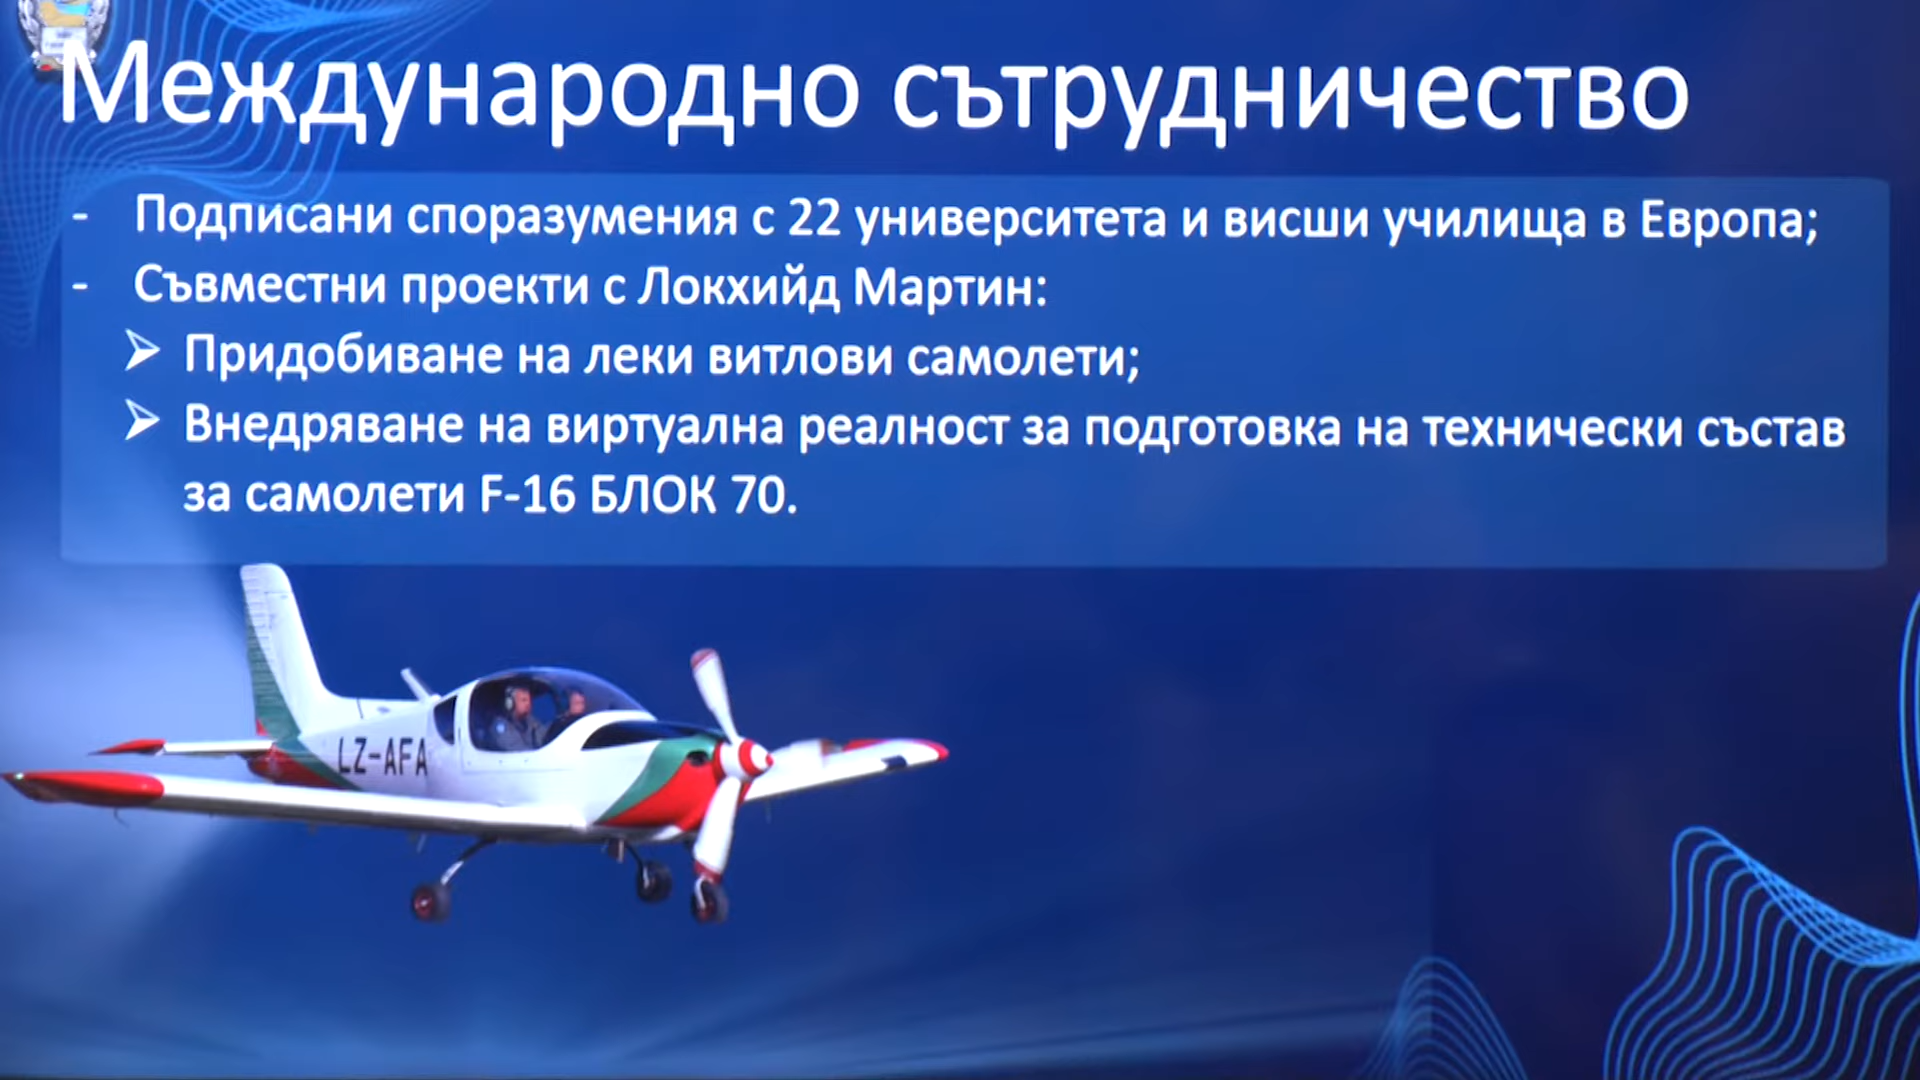 Международно сътрудничество
- Подписани споразумения с 22 университета и висши училища в Европа;
- Съвместни проекти с Локхийд Мартин:
➢ Придобиване на леки витлови самолети;
➢ Внедряване на виртуална реалност за подготовка на технически състав
за самолети F-16 БЛОК 70.
LZ-AFA